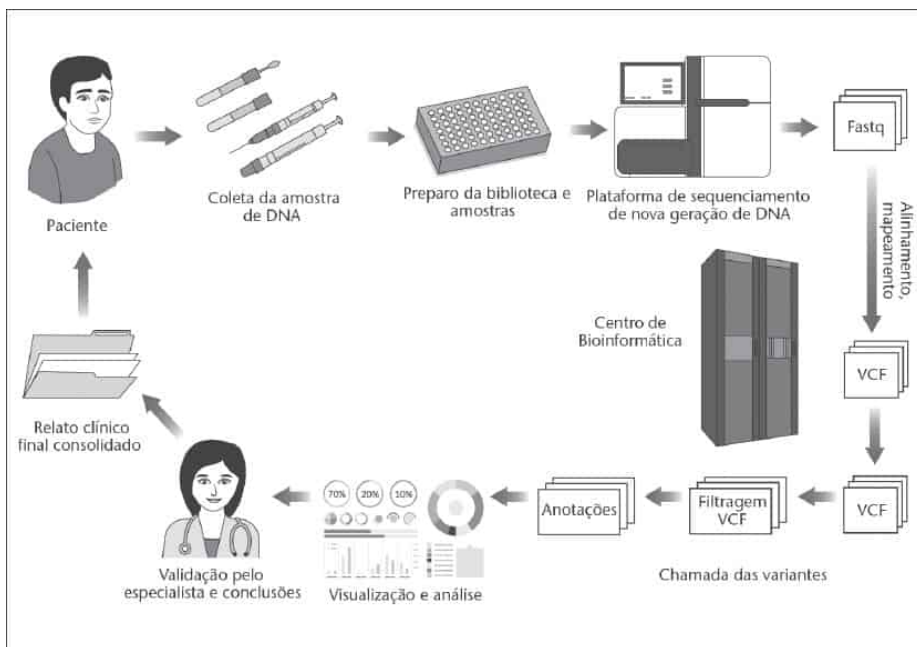 Paciente
Coleta da amostra
de DNA
Preparo da biblioteca e
amostras
Plataforma de sequenciamento
de nova geração de DNA
Fastq
Alinhamento,
mapeamento
Centro de
Bioinformática
VCF
VCF
Filtragem
VCF
Anotações
Chamada das variantes
70%
20%
10%
Visualização e análise
Validação pelo
especialista e conclusões
Relato clínico
final consolidado